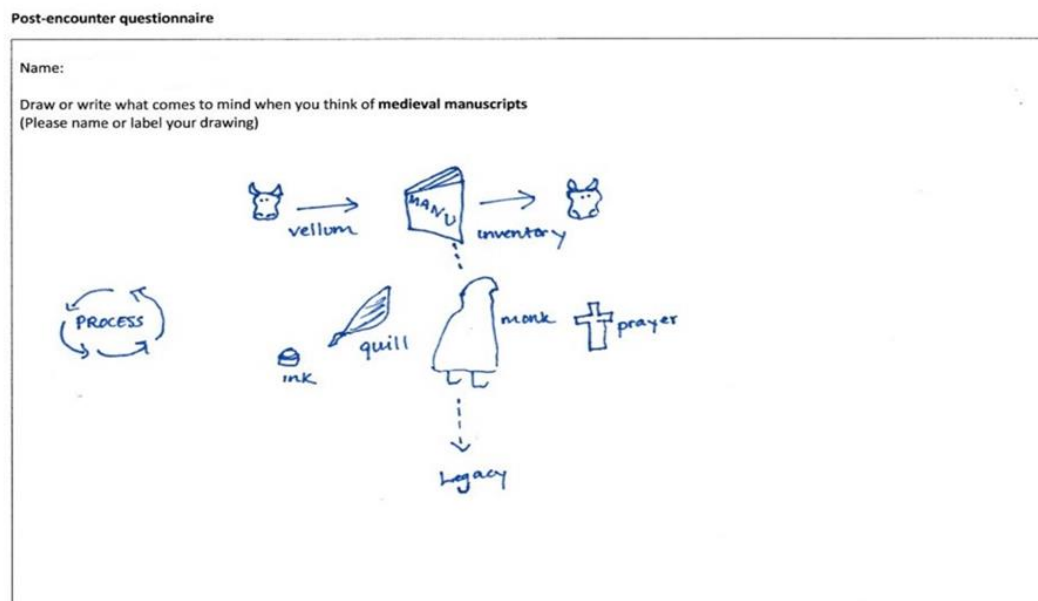 Post-encounter questionnaire
Name:
Draw or write what comes to mind when you think of medieval manuscripts
(Please name or label your drawing)
MANU
vellum
inventory
PROCESS
quill
monk
prayer
ink
Legacy